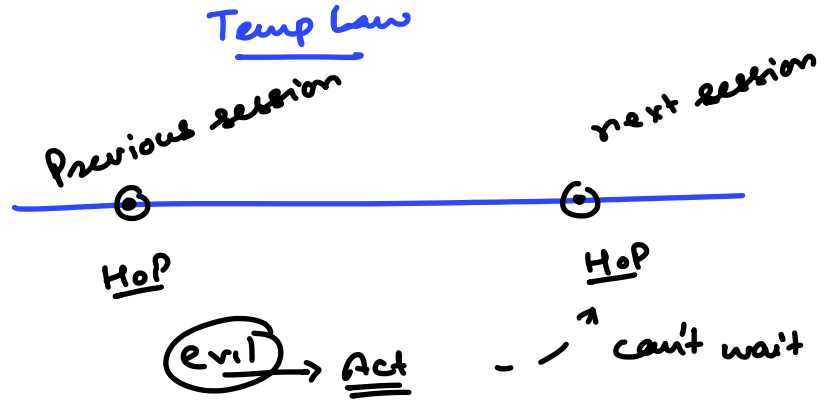 Temp Law
Previous session
next session
HoP
HoP
evil → Act
can't wait